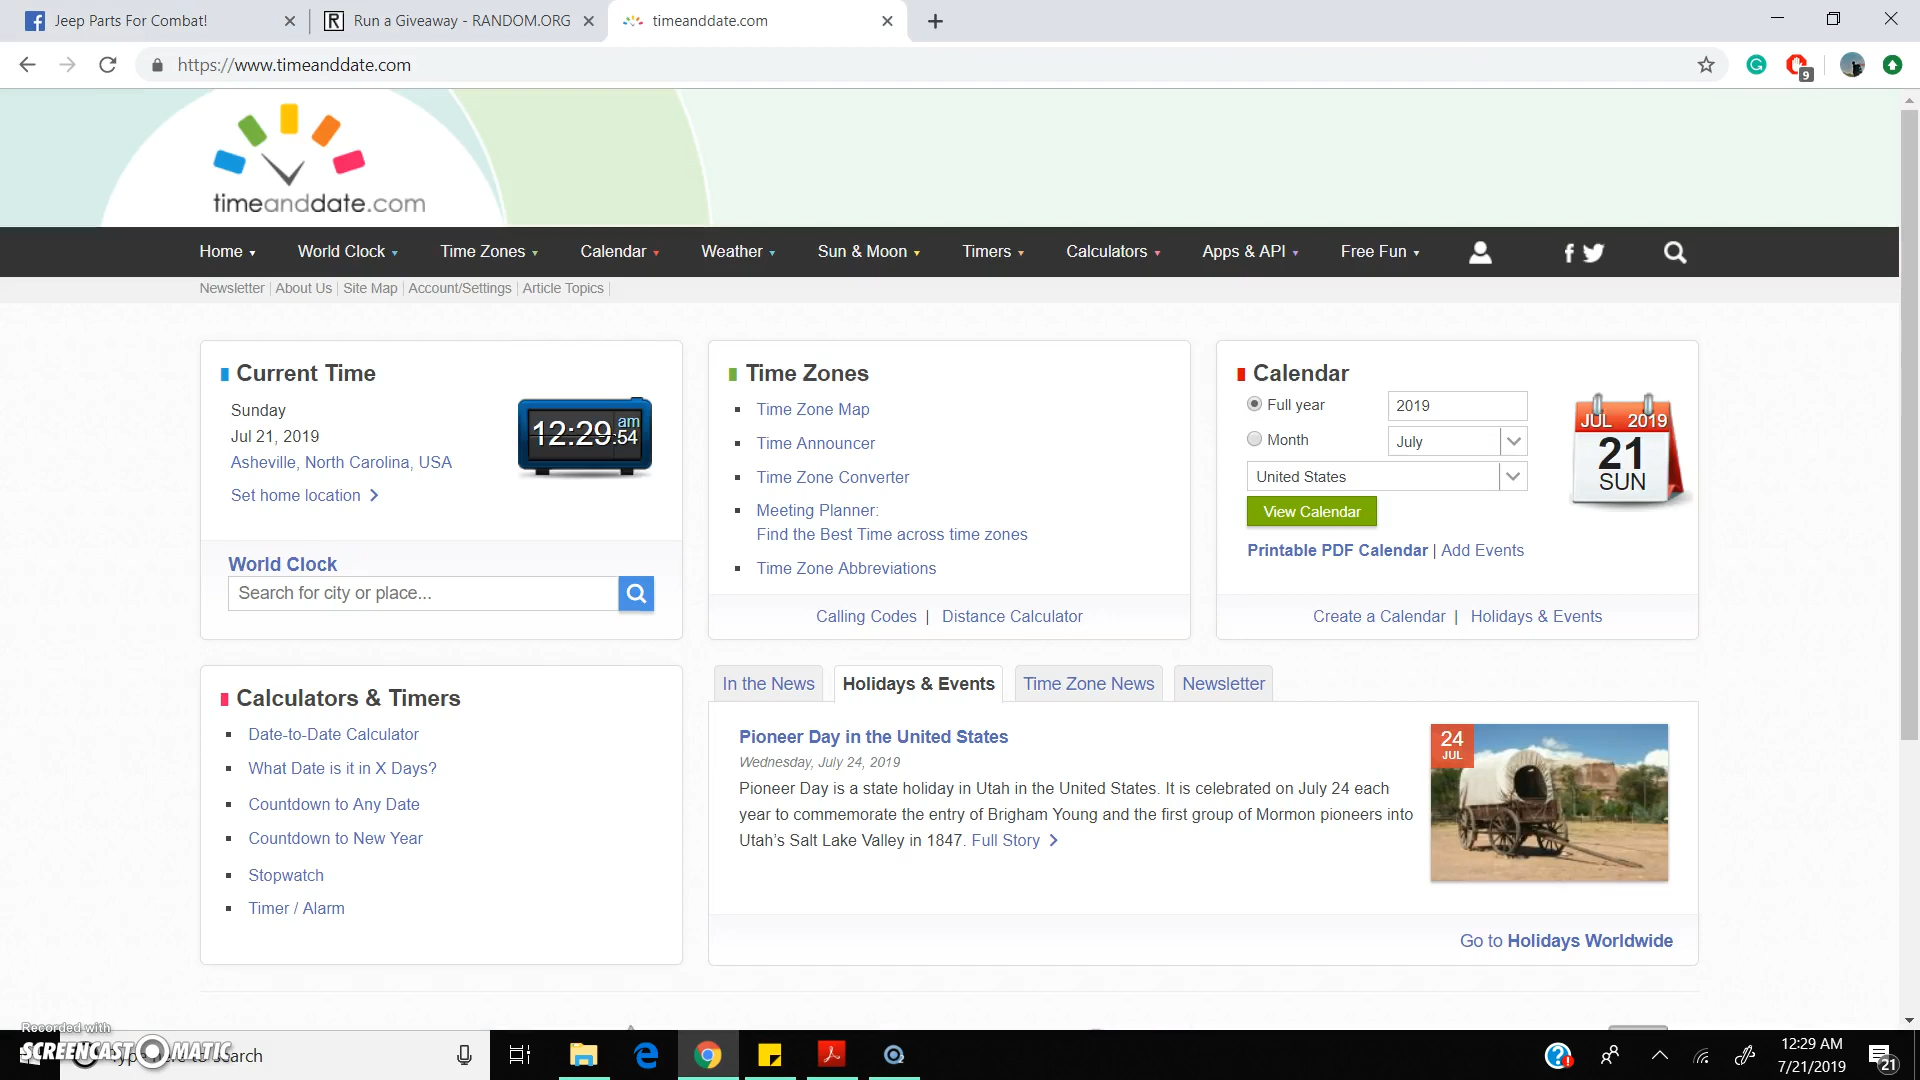 Jeep Parts For Combat!
Run a Giveaway - RANDOM.ORG
timeanddate.com
https://www.timeanddate.com
9
timeanddate.com
Home
World Clock
Time Zones
Calendar
Weather
Sun & Moon
Timers
Calculators
Apps & API
Free Fun
Newsletter | About Us | Site Map | Account/Settings | Article Topics |
Current Time
Sunday
Jul 21, 2019
Asheville, North Carolina, USA
Set home location
12:29:54 am
World Clock
Search for city or place...
Time Zones
Time Zone Map
Time Announcer
Time Zone Converter
Meeting Planner:
Find the Best Time across time zones
Time Zone Abbreviations
Calling Codes | Distance Calculator
Calendar
Full year
2019
Month
July
United States
View Calendar
JUL 2019
21
SUN
Printable PDF Calendar | Add Events
Create a Calendar | Holidays & Events
Calculators & Timers
Date-to-Date Calculator
What Date is it in X Days?
Countdown to Any Date
Countdown to New Year
Stopwatch
Timer / Alarm
In the News
Holidays & Events
Time Zone News
Newsletter
Pioneer Day in the United States
Wednesday, July 24, 2019
Pioneer Day is a state holiday in Utah in the United States. It is celebrated on July 24 each
year to commemorate the entry of Brigham Young and the first group of Mormon pioneers into
Utah's Salt Lake Valley in 1847. Full Story
24
JUL
Go to Holidays Worldwide
Recorded with
SCREENCAST-O-MATIC
Type here to search
12:29 AM
7/21/2019
21